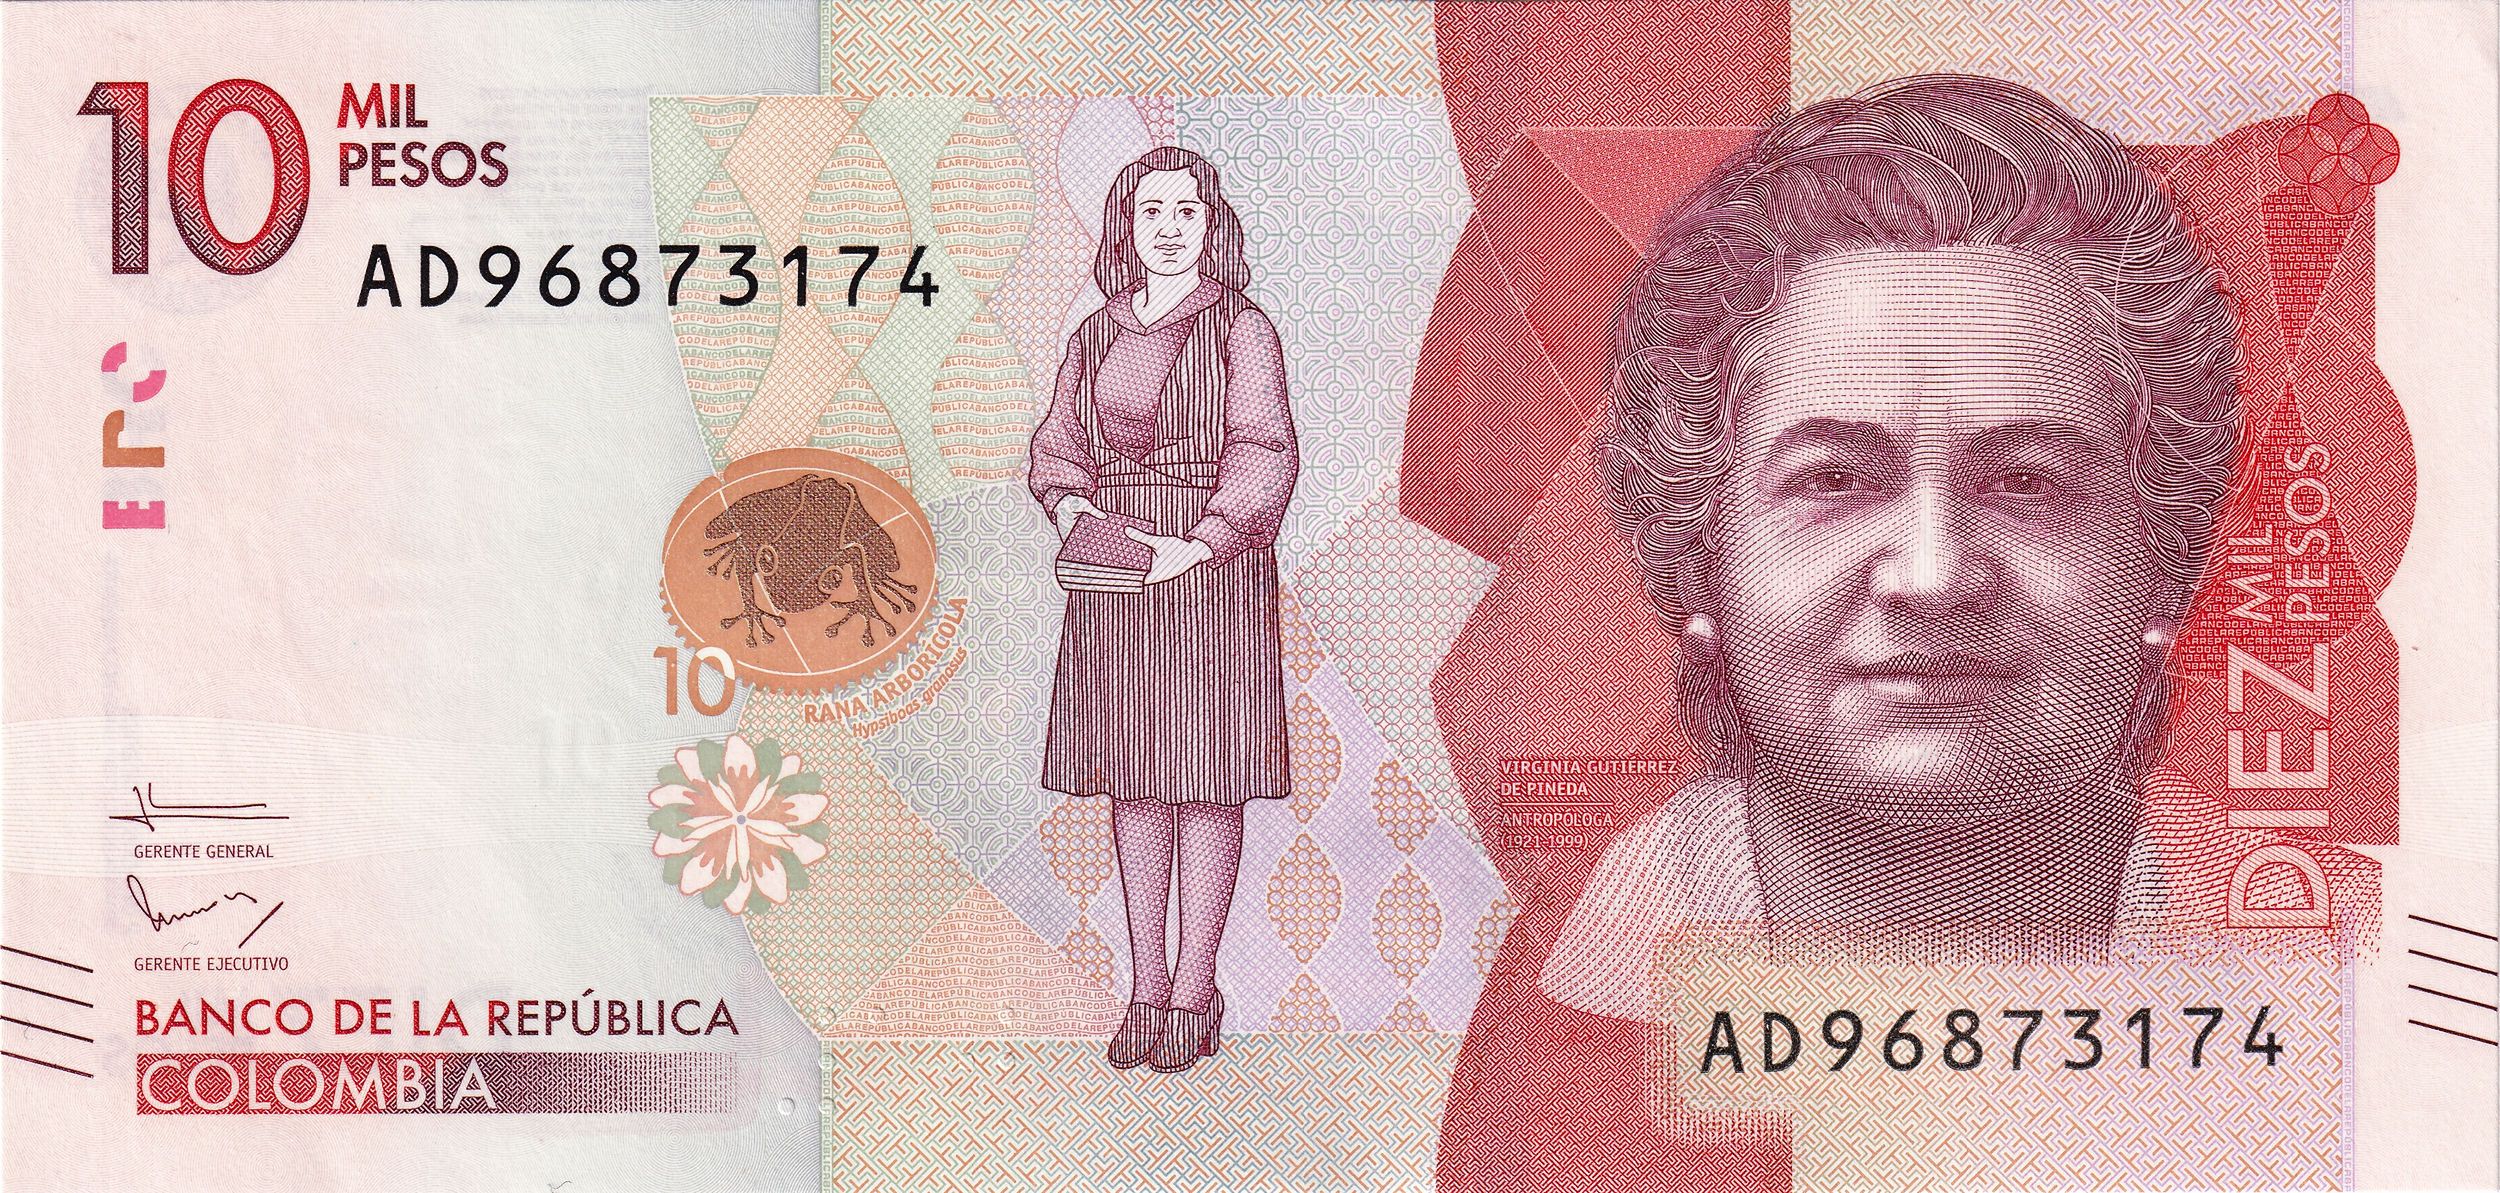 10 MIL
PESOS
AD96873174
10
RANA ARBORICOLA
Hypsiboas granosus
VIRGINIA GUTIÉRREZ
DE PINEDA
ANTROPÓLOGA
(1921-1999)
DIEZ MIL
PESOS
GERENTE GENERAL
GERENTE EJECUTIVO
BANCO DE LA REPÚBLICA
COLOMBIA
AD96873174